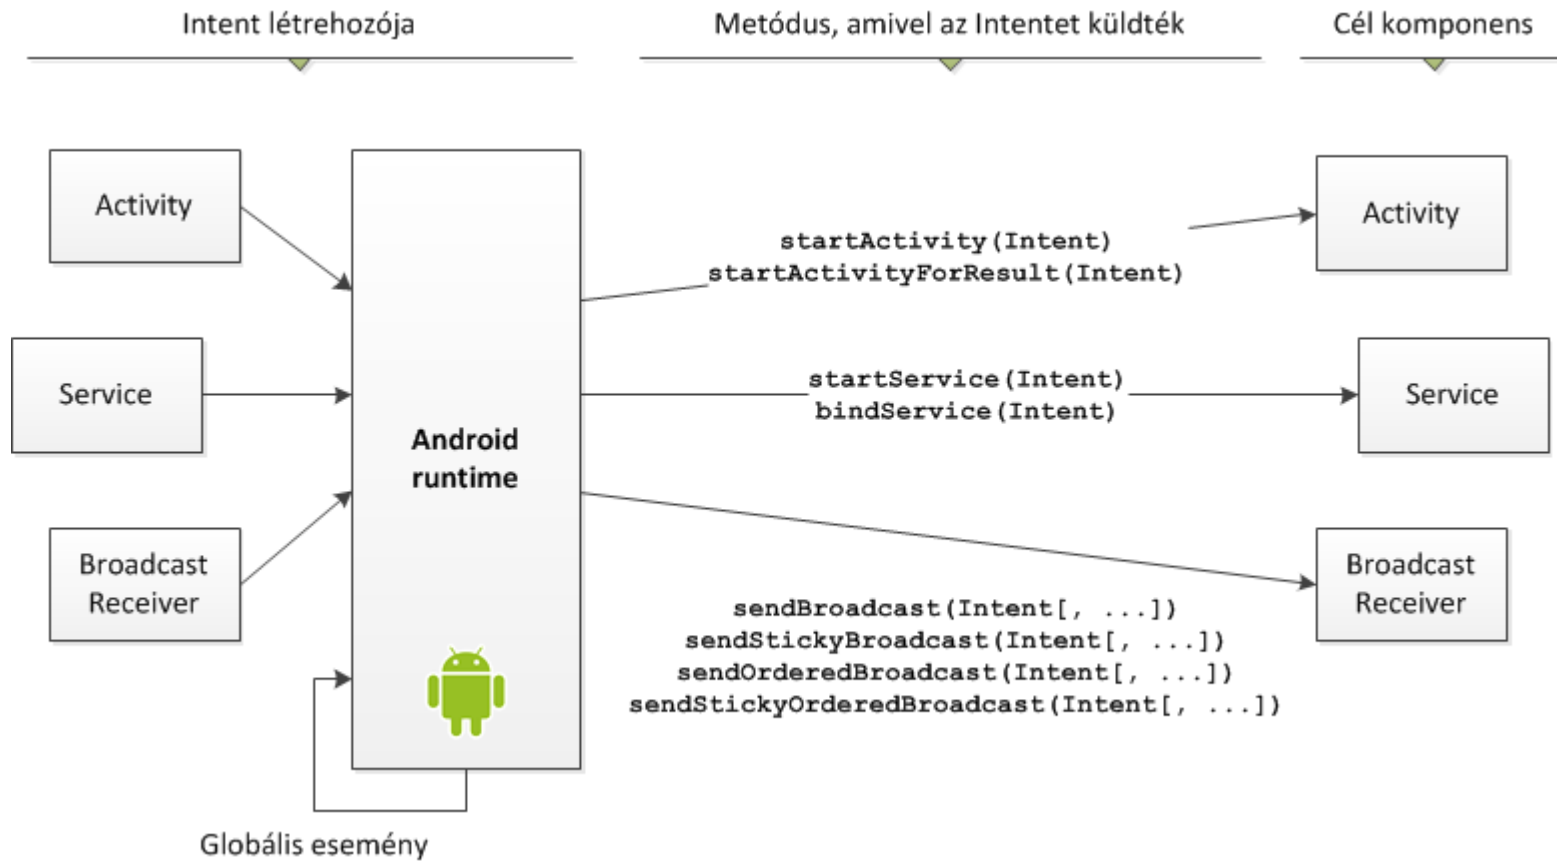 Intent létrehozója
Metódus, amivel az Intentet küldték
Cél komponens
Activity
Service
Broadcast
Receiver
Android
runtime
Globális esemény
startActivity(Intent)
startActivityForResult(Intent)
startService(Intent)
bindService(Intent)
sendBroadcast(Intent[, ...])
sendStickyBroadcast(Intent[, ...])
sendOrderedBroadcast(Intent[, ...])
sendStickyOrderedBroadcast(Intent[, ...])
Activity
Service
Broadcast
Receiver